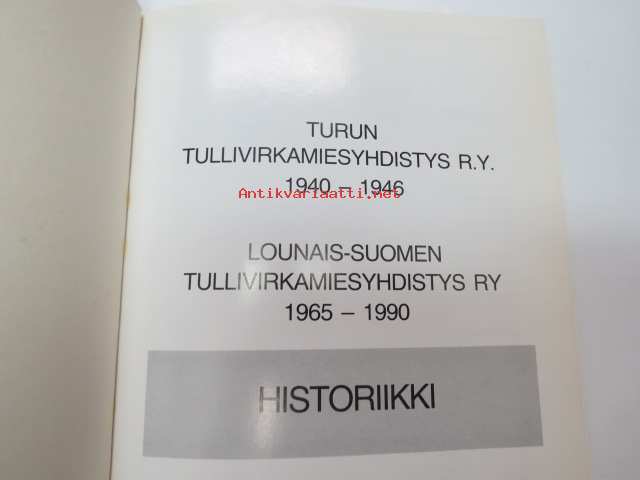 TURUN
TULLIVIRKAMIESYHDISTYS R.Y.
1940 – 1946
Antikvariaatti.net
LOUNAIS-SUOMEN
TULLIVIRKAMIESYHDISTYS RY
1965 – 1990
HISTORIIKKI